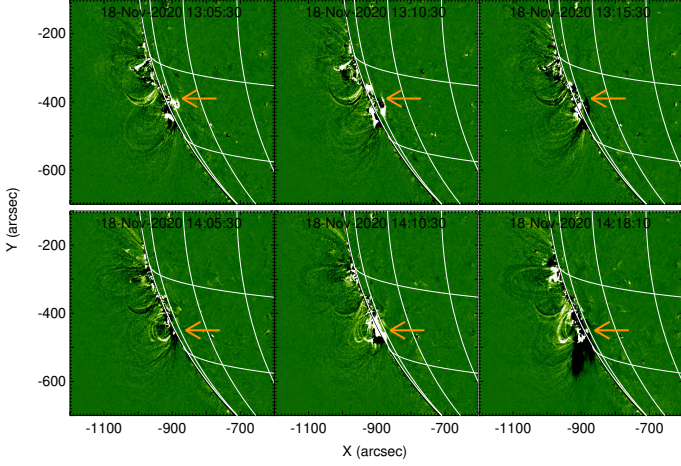 18-Nov-2020 13:05:30 18-Nov-2020 13:10:30 18-Nov-2020 13:15:30
-200
-400
-600
18-Nov-2020 14:05:30 18-Nov-2020 14:10:30 18-Nov-2020 14:18:10
-200
-400
-600
Y (arcsec)
-1100 -900 -700 -1100 -900 -700 -1100 -900 -700
X (arcsec)